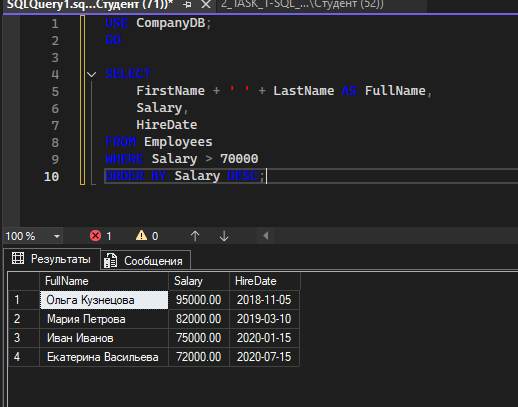 SQLQuery1.sq...Студент (71))* 2_TASK_T-SQL_...\Студент (52))
1 USE CompanyDB;
2 GO
3
4 SELECT
5 FirstName + ' ' + LastName AS FullName,
6 Salary,
7 HireDate
8 FROM Employees
9 WHERE Salary > 70000
10 ORDER BY Salary DESC;
100 % 1 0
Результаты Сообщения
FullName Salary HireDate
1 Ольга Кузнецова 95000.00 2018-11-05
2 Мария Петрова 82000.00 2019-03-10
3 Иван Иванов 75000.00 2020-01-15
4 Екатерина Васильева 72000.00 2020-07-15